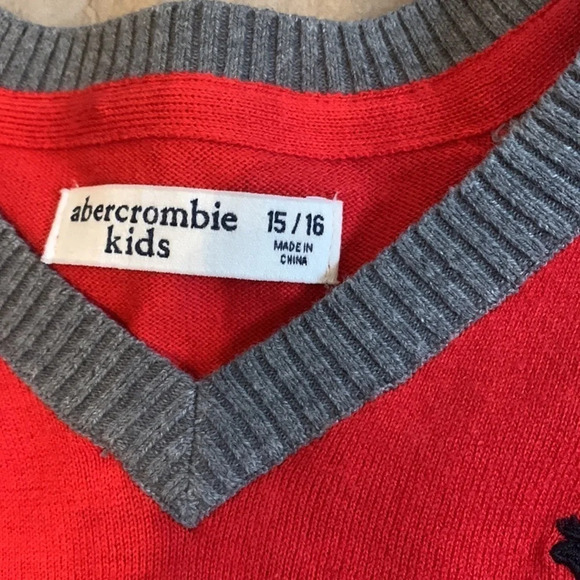 abercrombie
kids
15/16
MADE IN
CHINA